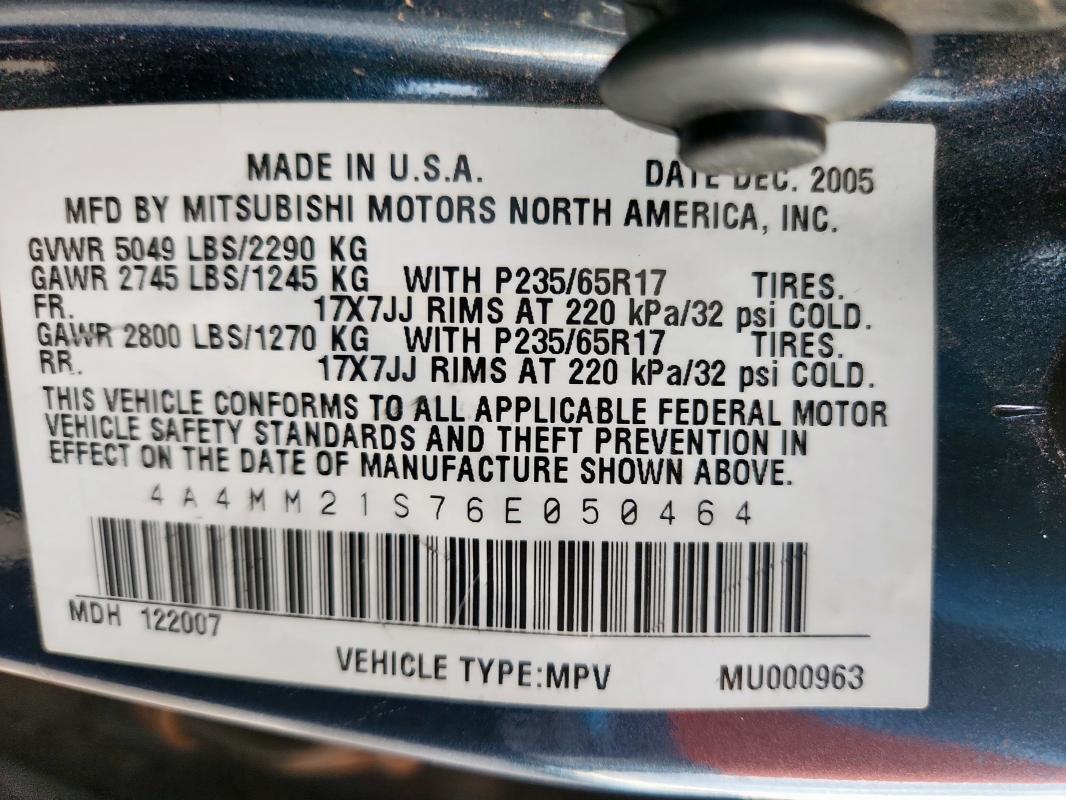 MADE IN U.S.A. DATE DEC. 2005
MFD BY MITSUBISHI MOTORS NORTH AMERICA, INC.
GVWR 5049 LBS/2290 KG
GAWR 2745 LBS/1245 KG WITH P235/65R17 TIRES.
FR. 17X7JJ RIMS AT 220 kPa/32 psi COLD.
GAWR 2800 LBS/1270 KG WITH P235/65R17 TIRES.
RR. 17X7JJ RIMS AT 220 kPa/32 psi COLD.
THIS VEHICLE CONFORMS TO ALL APPLICABLE FEDERAL MOTOR
VEHICLE SAFETY STANDARDS AND THEFT PREVENTION IN
EFFECT ON THE DATE OF MANUFACTURE SHOWN ABOVE.
4A4MM21S76E050464
MDH 122007
VEHICLE TYPE:MPV MU000963